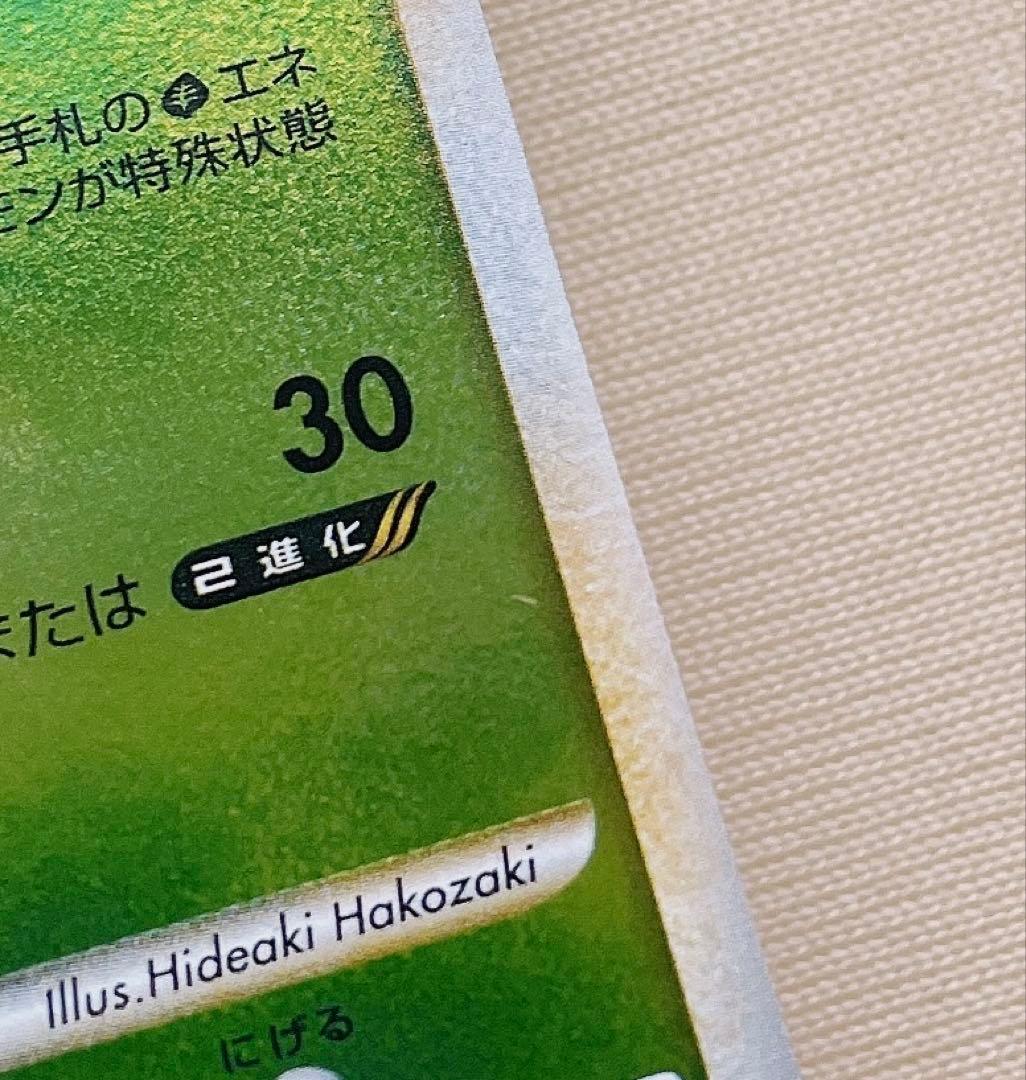 手札の エネ
モンが特殊状態
30
または 2進化
Illus.Hideaki Hakozaki
にげる